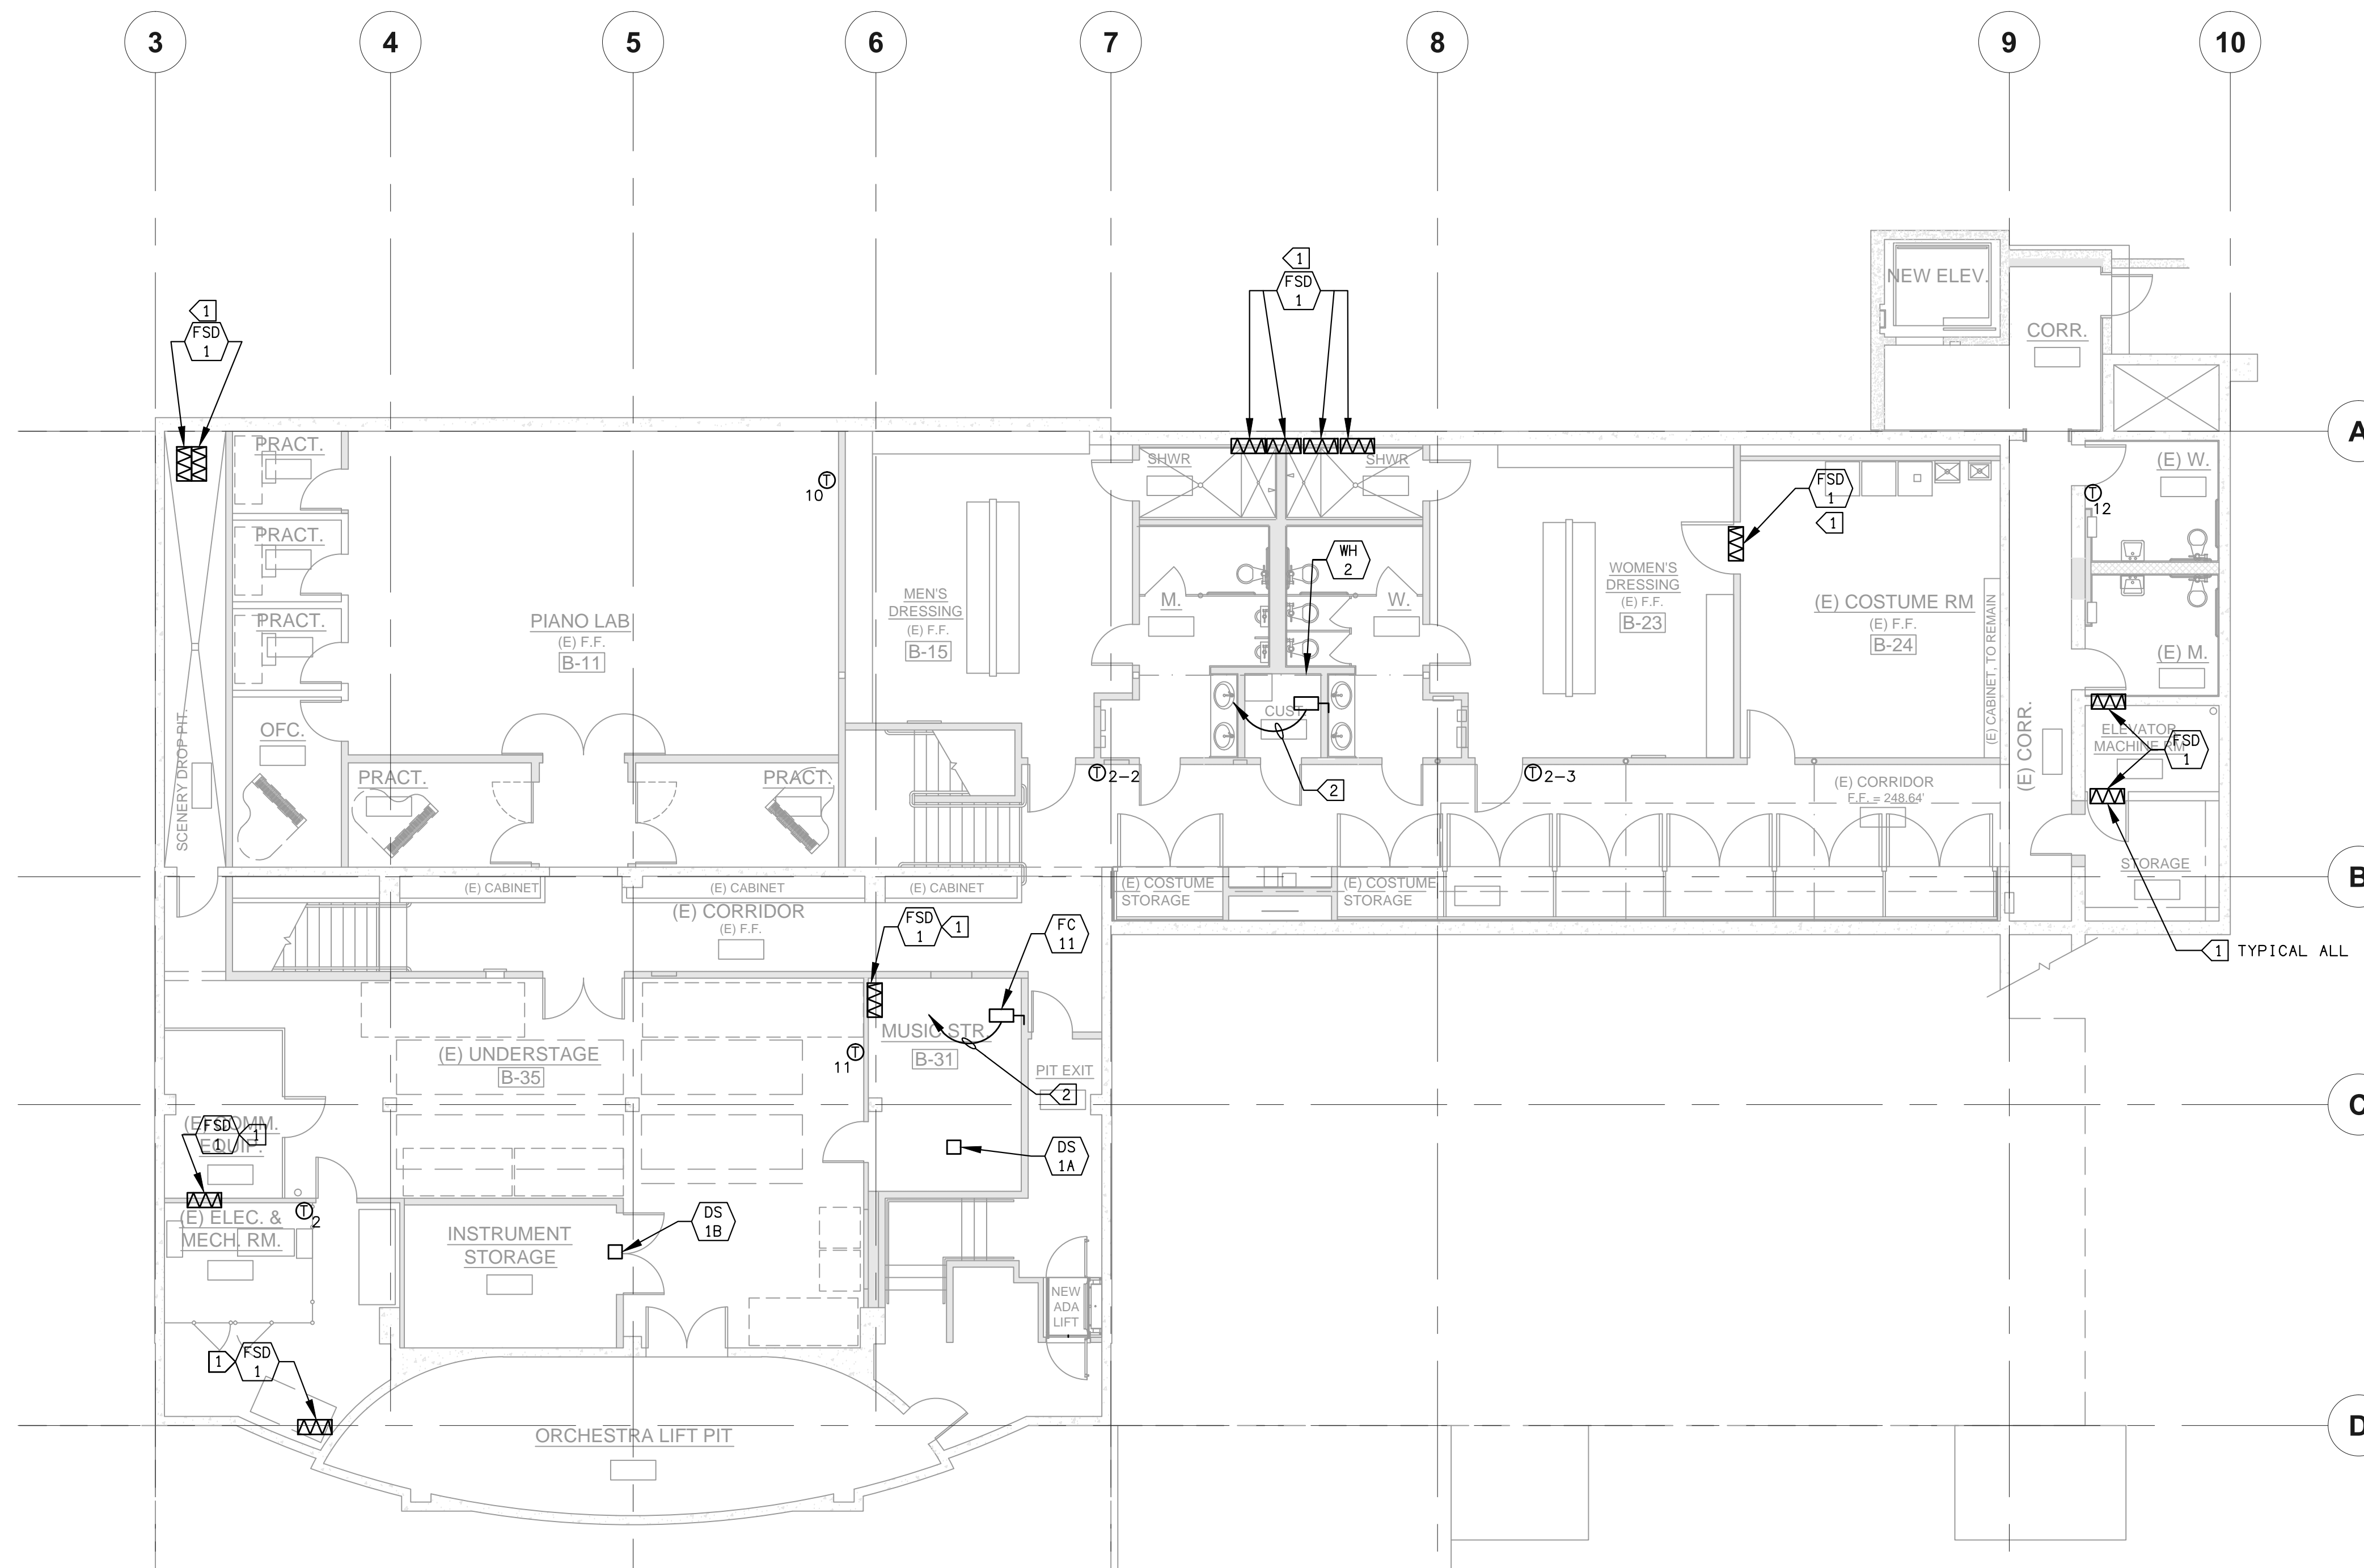 3
4
5
6
7
8
9
10
1
FSD
1
NEW ELEV.
CORR.
1
FSD
1
A
PRACT.
SHWR
SHWR
(E) W.
10
T
FSD
1
1
T
12
PRACT.
WH
2
MEN'S
DRESSING
(E) F.F.
B-15
M.
W.
WOMEN'S
DRESSING
(E) F.F.
B-23
(E) COSTUME RM
(E) F.F.
B-24
(E) CABINET, TO REMAIN
PRACT.
PIANO LAB
(E) F.F.
B-11
(E) M.
SCENERY DROP PIT.
OFC.
CUST
(E) CORR.
ELEVATOR
MACHINE RM
FSD
1
PRACT.
PRACT.
T 2-2
2
T 2-3
(E) CORRIDOR
F.F. = 248.64'
STORAGE
B
(E) CABINET
(E) CABINET
(E) CABINET
(E) COSTUME
STORAGE
(E) COSTUME
STORAGE
(E) CORRIDOR
(E) F.F.
FSD
1
1
FC
11
1 TYPICAL ALL
MUSIC STR.
B-31
(E) UNDERSTAGE
B-35
T
11
PIT EXIT
2
C
(E) COMM.
EQUIP.
FSD
1
1
DS
1A
(E) ELEC. &
MECH. RM.
T
2
INSTRUMENT
STORAGE
DS
1B
NEW
ADA
LIFT
1
FSD
1
ORCHESTRA LIFT PIT
D